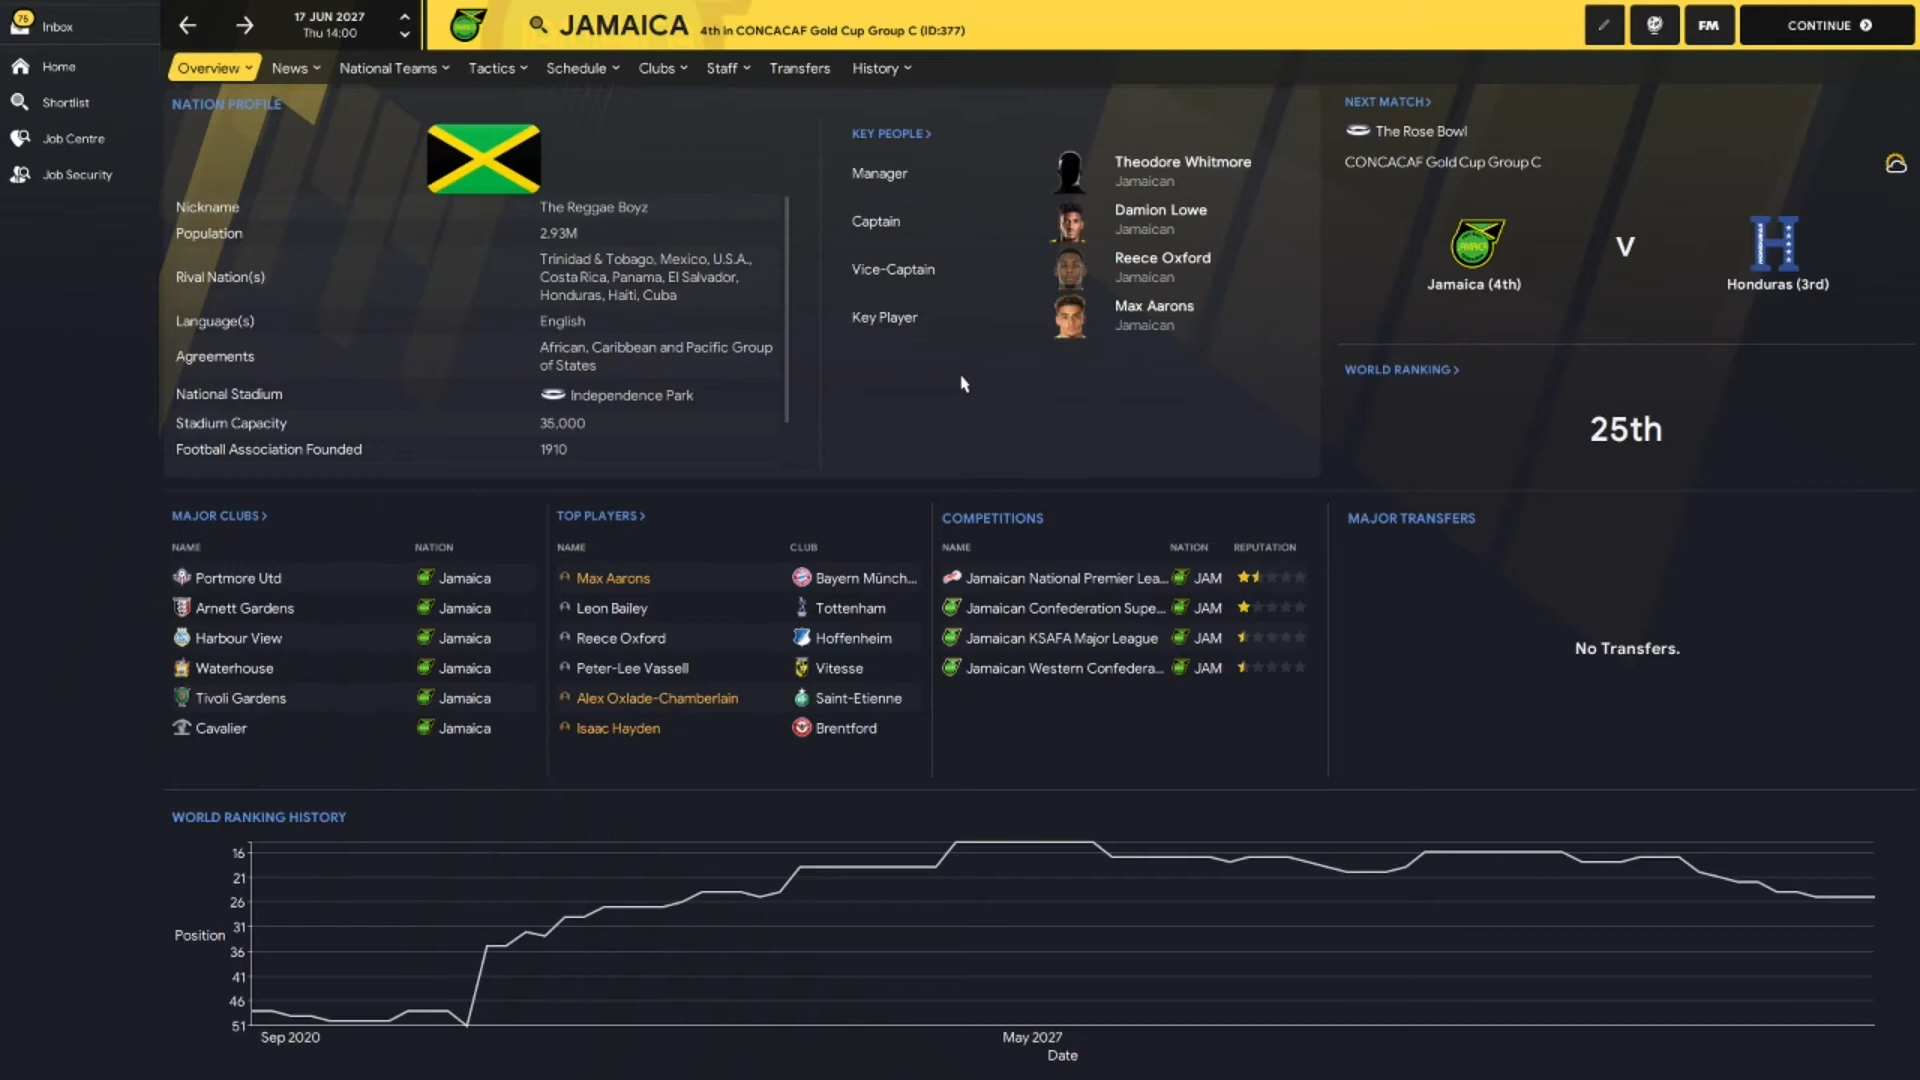 75
Inbox
Home
Shortlist
Job Centre
Job Security
17 JUN 2027
Thu 14:00
JAMAICA
4th in CONCACAF Gold Cup Group C (ID:377)
FM
CONTINUE
Overview
News
National Teams
Tactics
Schedule
Clubs
Staff
Transfers
History
NATION PROFILE
Nickname
The Reggae Boyz
Population
2.93M
Rival Nation(s)
Trinidad & Tobago, Mexico, U.S.A.,
Costa Rica, Panama, El Salvador,
Honduras, Haiti, Cuba
Language(s)
English
Agreements
African, Caribbean and Pacific Group
of States
National Stadium
Independence Park
Stadium Capacity
35,000
Football Association Founded
1910
KEY PEOPLE >
Manager
Theodore Whitmore
Jamaican
Captain
Damion Lowe
Jamaican
Vice-Captain
Reece Oxford
Jamaican
Key Player
Max Aarons
Jamaican
NEXT MATCH >
The Rose Bowl
CONCACAF Gold Cup Group C
JAMAICA
V
HONDURAS
H
Jamaica (4th)
Honduras (3rd)
WORLD RANKING >
25th
MAJOR CLUBS >
NAME NATION
Portmore Utd Jamaica
Arnett Gardens Jamaica
Harbour View Jamaica
Waterhouse Jamaica
Tivoli Gardens Jamaica
Cavalier Jamaica
TOP PLAYERS >
NAME CLUB
Max Aarons Bayern Münch...
Leon Bailey Tottenham
Reece Oxford Hoffenheim
Peter-Lee Vassell Vitesse
Alex Oxlade-Chamberlain Saint-Etienne
Isaac Hayden Brentford
COMPETITIONS
NAME NATION REPUTATION
Jamaican National Premier Lea... JAM
Jamaican Confederation Supe... JAM
Jamaican KSAFA Major League JAM
Jamaican Western Confedera... JAM
MAJOR TRANSFERS
No Transfers.
WORLD RANKING HISTORY
16
21
26
31
Position
36
41
46
51
Sep 2020
May 2027
Date